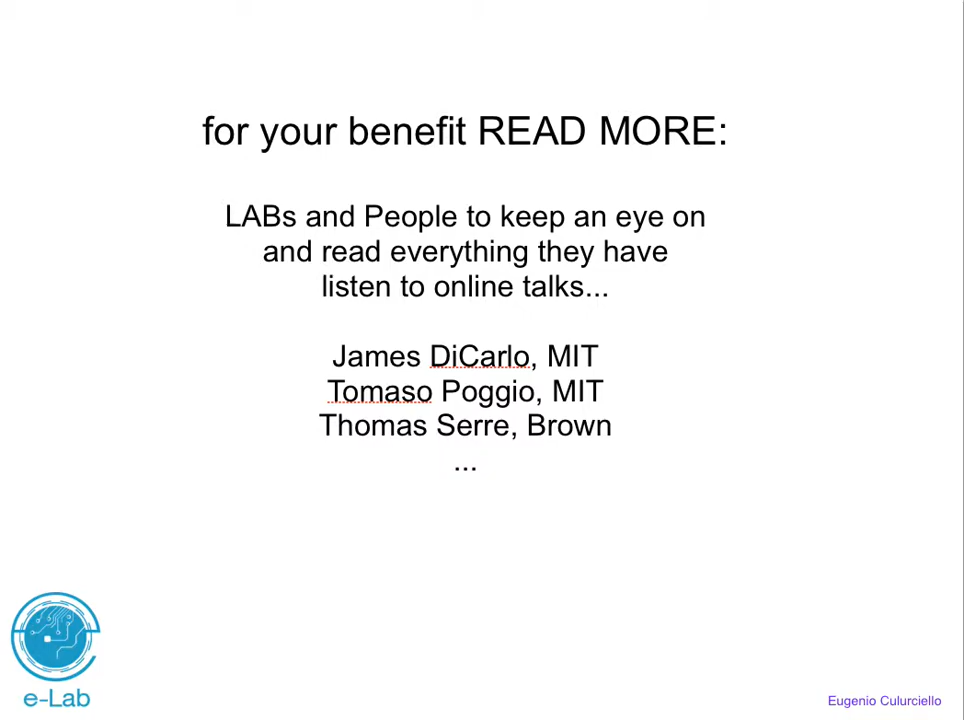 for your benefit READ MORE:
LABs and People to keep an eye on
and read everything they have
listen to online talks...
James DiCarlo, MIT
Tomaso Poggio, MIT
Thomas Serre, Brown
...
e-Lab
Eugenio Culurciello